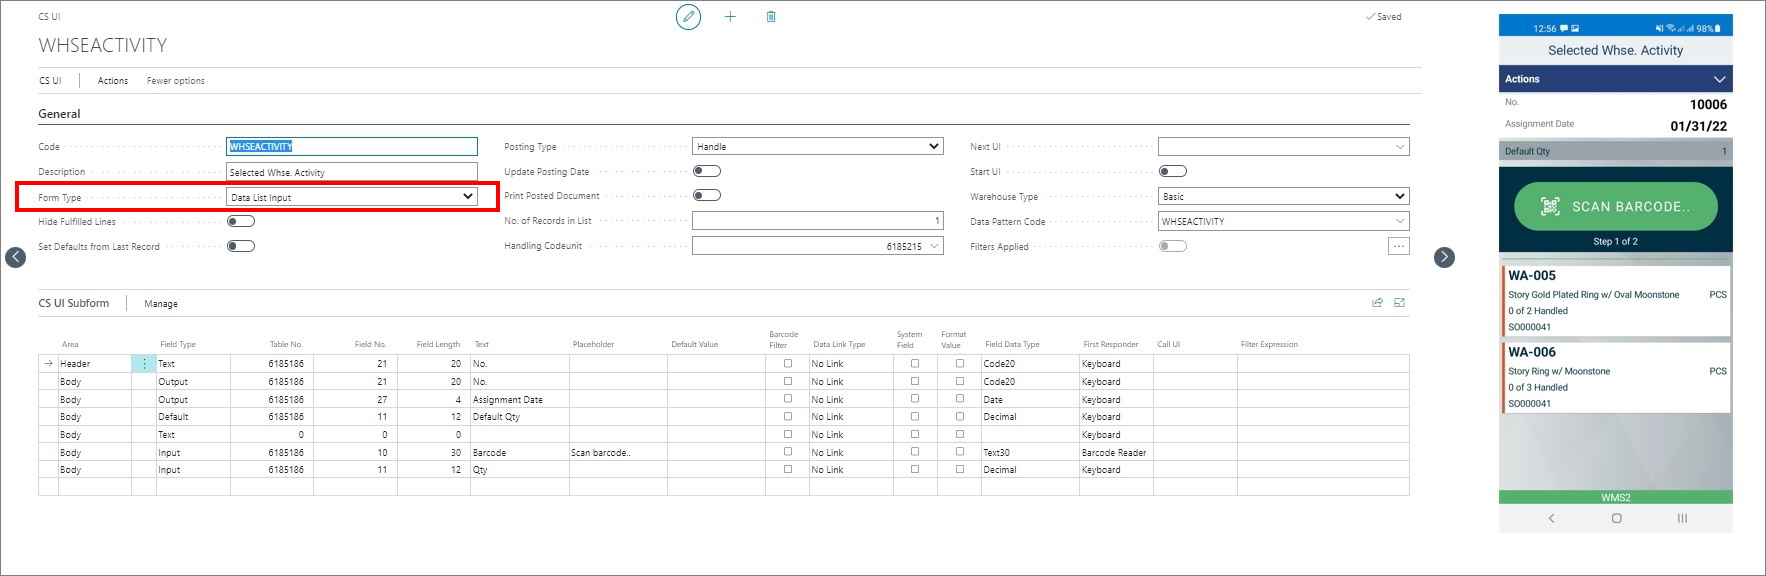 CS UI
Saved
WHSEACTIVITY
CS UI Actions Fewer options
General
Code WHSEACTIVITY
Description Selected Whse. Activity
Form Type Data List Input
Hide Fulfilled Lines
Set Defaults from Last Record
Posting Type Handle
Update Posting Date
Print Posted Document
No. of Records in List 1
Handling Codeunit 6185215
Next UI
Start UI
Warehouse Type Basic
Data Pattern Code WHSEACTIVITY
Filters Applied
CS UI Subform Manage
Area Field Type Table No. Field No. Field Length Text Placeholder Default Value Barcode Filter Data Link Type System Field Format Value Field Data Type First Responder Call UI Filter Expression
Header Text 6185186 21 20 No. No Link Code20 Keyboard
Body Output 6185186 21 20 No. No Link Code20 Keyboard
Body Output 6185186 27 4 Assignment Date No Link Date Keyboard
Body Default 6185186 11 12 Default Qty No Link Decimal Keyboard
Body Text 0 0 0 No Link Keyboard
Body Input 6185186 10 30 Barcode Scan barcode.. No Link Text30 Barcode Reader
Body Input 6185186 11 12 Qty No Link Decimal Keyboard
12:56 98%
Selected Whse. Activity
Actions
No. 10006
Assignment Date 01/31/22
Default Qty 1
SCAN BARCODE..
Step 1 of 2
WA-005
Story Gold Plated Ring w/ Oval Moonstone PCS
0 of 2 Handled
SO000041
WA-006
Story Ring w/ Moonstone PCS
0 of 3 Handled
SO000041
WMS2